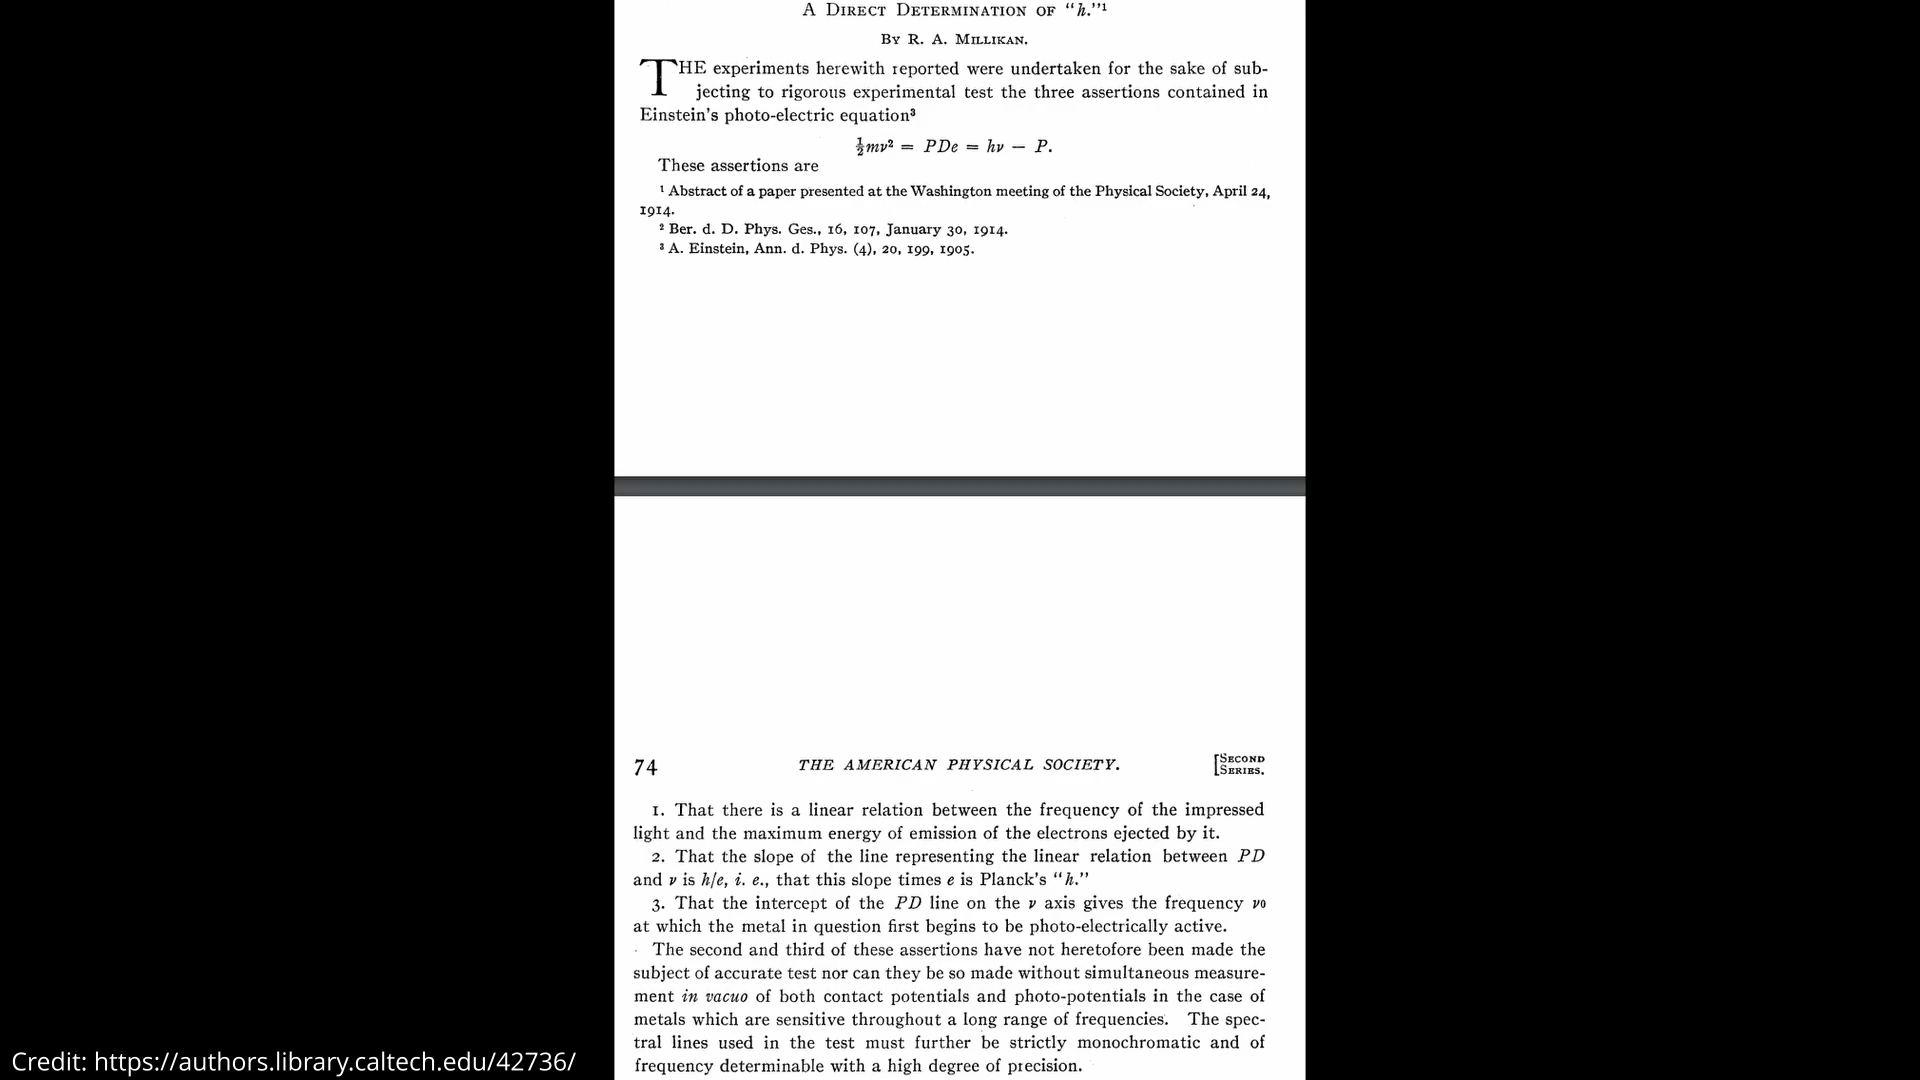 A DIRECT DETERMINATION OF "h."¹
BY R. A. MILLIKAN.
THE experiments herewith reported were undertaken for the sake of sub-
jecting to rigorous experimental test the three assertions contained in
Einstein's photo-electric equation³
½mv² = PDe = hν − P.
These assertions are
¹ Abstract of a paper presented at the Washington meeting of the Physical Society, April 24,
1914.
² Ber. d. D. Phys. Ges., 16, 107, January 30, 1914.
³ A. Einstein, Ann. d. Phys. (4), 20, 199, 1905.
74 THE AMERICAN PHYSICAL SOCIETY. [SECOND SERIES.
1. That there is a linear relation between the frequency of the impressed
light and the maximum energy of emission of the electrons ejected by it.
2. That the slope of the line representing the linear relation between PD
and ν is h/e, i. e., that this slope times e is Planck's "h."
3. That the intercept of the PD line on the ν axis gives the frequency ν₀
at which the metal in question first begins to be photo-electrically active.
The second and third of these assertions have not heretofore been made the
subject of accurate test nor can they be so made without simultaneous measure-
ment in vacuo of both contact potentials and photo-potentials in the case of
metals which are sensitive throughout a long range of frequencies. The spec-
tral lines used in the test must further be strictly monochromatic and of
frequency determinable with a high degree of precision.
Credit: https://authors.library.caltech.edu/42736/